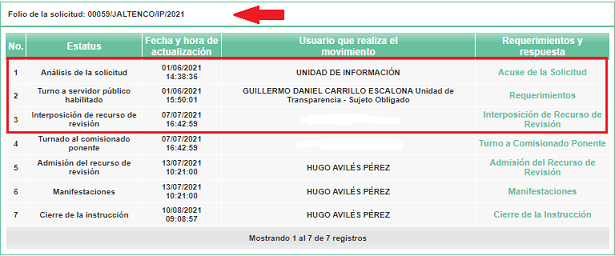 Folio de la solicitud: 00059/JALTENCO/IP/2021
No. Estatus Fecha y hora de actualización Usuario que realiza el movimiento Requerimientos y respuesta
1 Análisis de la solicitud 01/06/2021 14:38:36 UNIDAD DE INFORMACIÓN Acuse de la Solicitud
2 Turno a servidor público habilitado 01/06/2021 15:50:01 GUILLERMO DANIEL CARRILLO ESCALONA Unidad de Transparencia - Sujeto Obligado Requerimientos
3 Interposición de recurso de revisión 07/07/2021 16:42:59 Interposición de Recurso de Revisión
4 Turnado al comisionado ponente 07/07/2021 16:42:59 Turno a Comisionado Ponente
5 Admisión del recurso de revisión 13/07/2021 10:21:00 HUGO AVILÉS PÉREZ Admisión del Recurso de Revisión
6 Manifestaciones 13/07/2021 10:21:00 HUGO AVILÉS PÉREZ Manifestaciones
7 Cierre de la instrucción 10/08/2021 09:08:57 HUGO AVILÉS PÉREZ Cierre de la Instrucción
Mostrando 1 al 7 de 7 registros